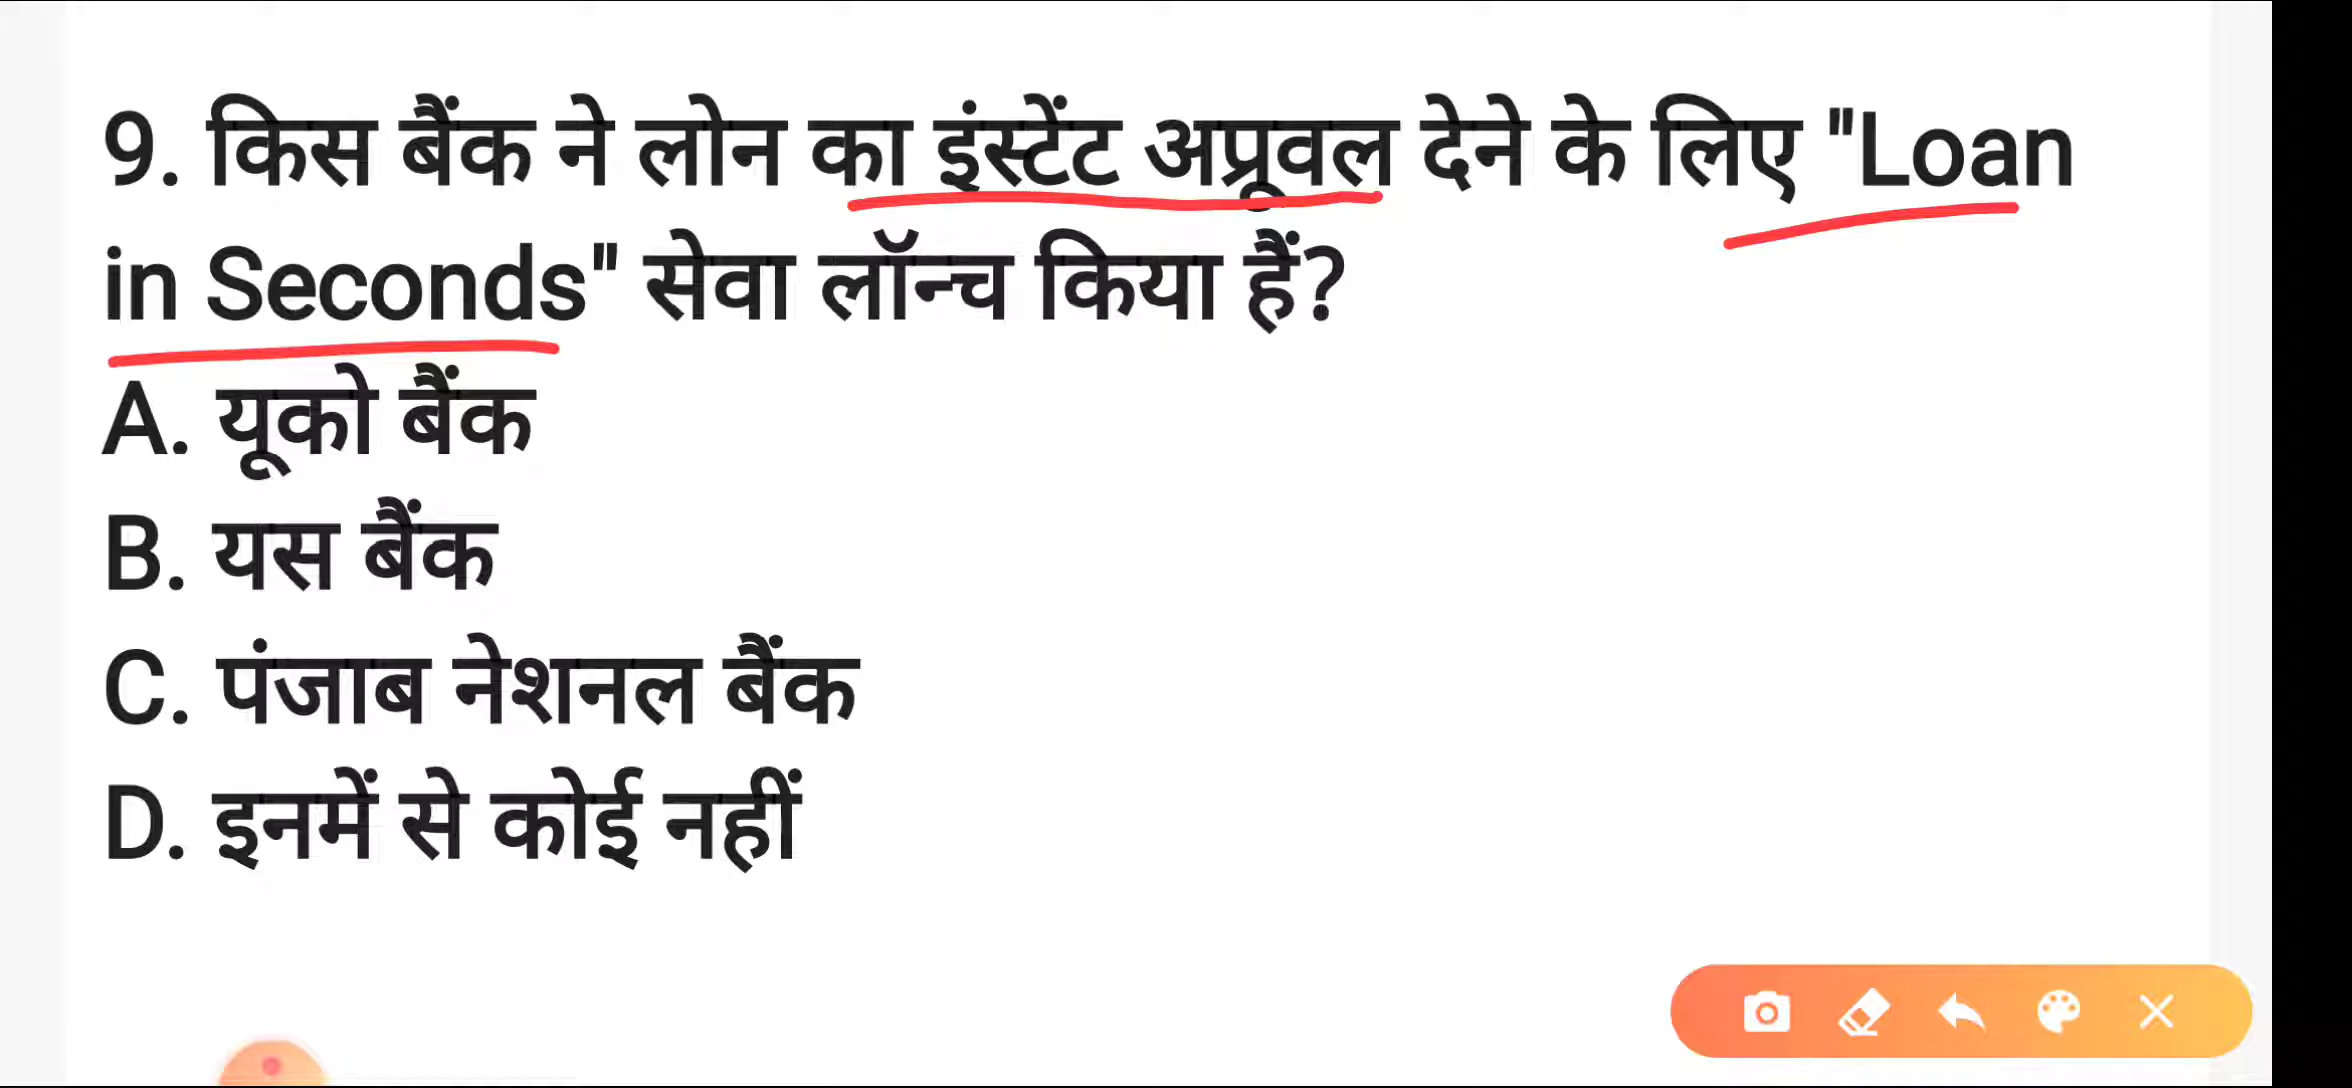 9. किस बैंक ने लोन का इंस्टेंट अप्रूवल देने के लिए "Loan
in Seconds" सेवा लॉन्च किया हैं?
A. यूको बैंक
B. यस बैंक
C. पंजाब नेशनल बैंक
D. इनमें से कोई नहीं